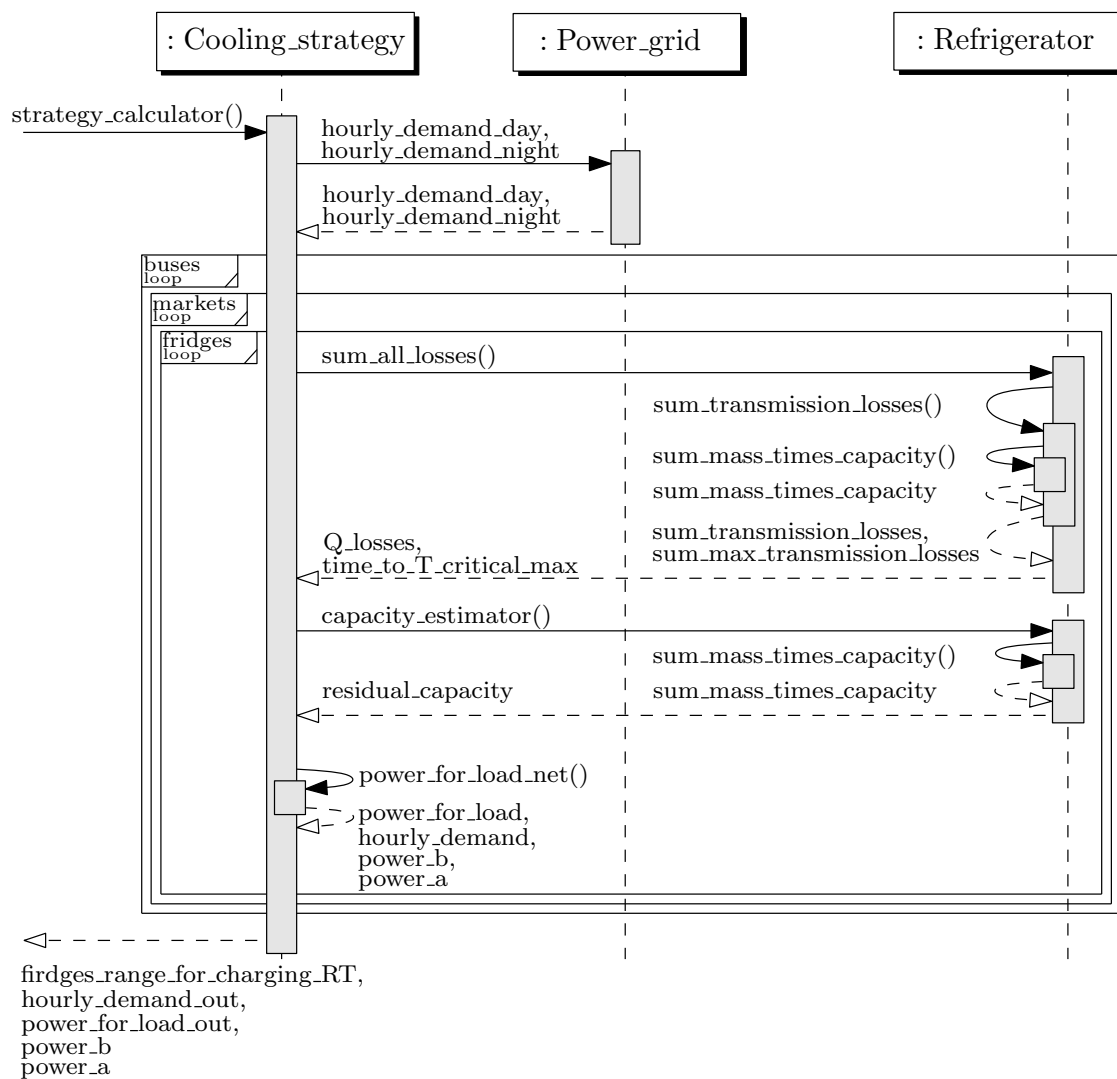 : Cooling_strategy
: Power_grid
: Refrigerator
strategy_calculator()
hourly_demand_day,
hourly_demand_night
hourly_demand_day,
hourly_demand_night
buses
loop
markets
loop
fridges
loop
sum_all_losses()
sum_transmission_losses()
sum_mass_times_capacity()
sum_mass_times_capacity
sum_transmission_losses,
sum_max_transmission_losses
Q_losses,
time_to_T_critical_max
capacity_estimator()
sum_mass_times_capacity()
sum_mass_times_capacity
residual_capacity
power_for_load_net()
power_for_load,
hourly_demand,
power_b,
power_a
firdges_range_for_charging_RT,
hourly_demand_out,
power_for_load_out,
power_b
power_a